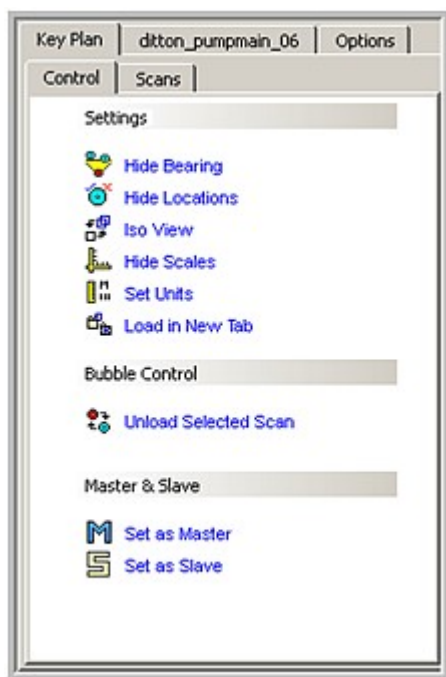 Key Plan ditton_pumpmain_06 Options
Control Scans
Settings
Hide Bearing
Hide Locations
Iso View
Hide Scales
Set Units
Load in New Tab
Bubble Control
Unload Selected Scan
Master & Slave
M Set as Master
S Set as Slave